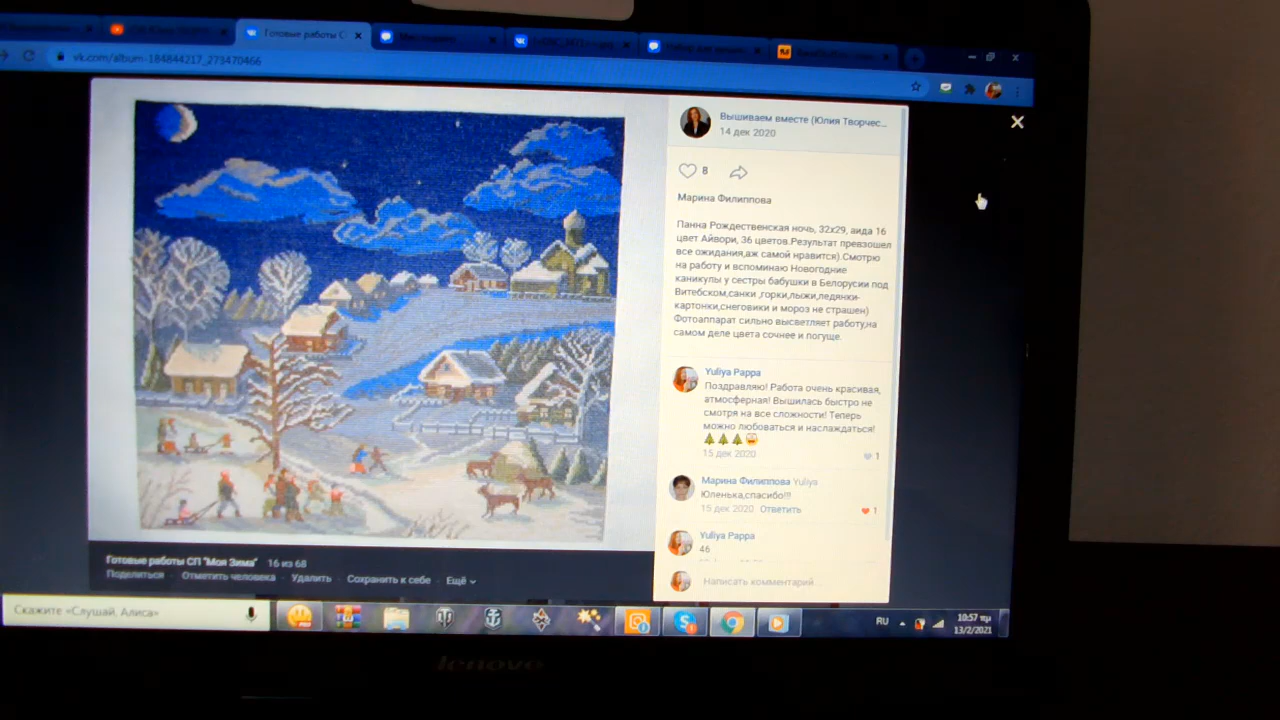 Готовые работы С
vk.com/album-184844217_273470466
Вышиваем вместе (Юлия Творчес...
14 дек 2020
8
Марина Филиппова
Панна Рождественская ночь, 32х29, аида 16
цвет Айвори, 36 цветов.Результат превзошел
все ожидания,аж самой нравится).Смотрю
на работу и вспоминаю Новогодние
каникулы у сестры бабушки в Белорусии под
Витебском,санки ,горки,лыжи,ледянки-
картонки,снеговики и мороз не страшен)
Фотоаппарат сильно высветляет работу,на
самом деле цвета сочнее и погуще.
Yuliya Pappa
Поздравляю! Работа очень красивая,
атмосферная! Вышилась быстро не
смотря на все сложности! Теперь
можно любоваться и наслаждаться!
15 дек 2020
1
Марина Филиппова Yuliya
Юленька,спасибо!!!
15 дек 2020 Ответить
1
Yuliya Pappa
46
Написать комментарий...
Готовые работы СП "Моя Зима" 16 из 68
Поделиться Отметить человека Удалить Сохранить к себе Ещё
Скажите «Слушай, Алиса»
RU
10:57 πμ
13/2/2021
lenovo